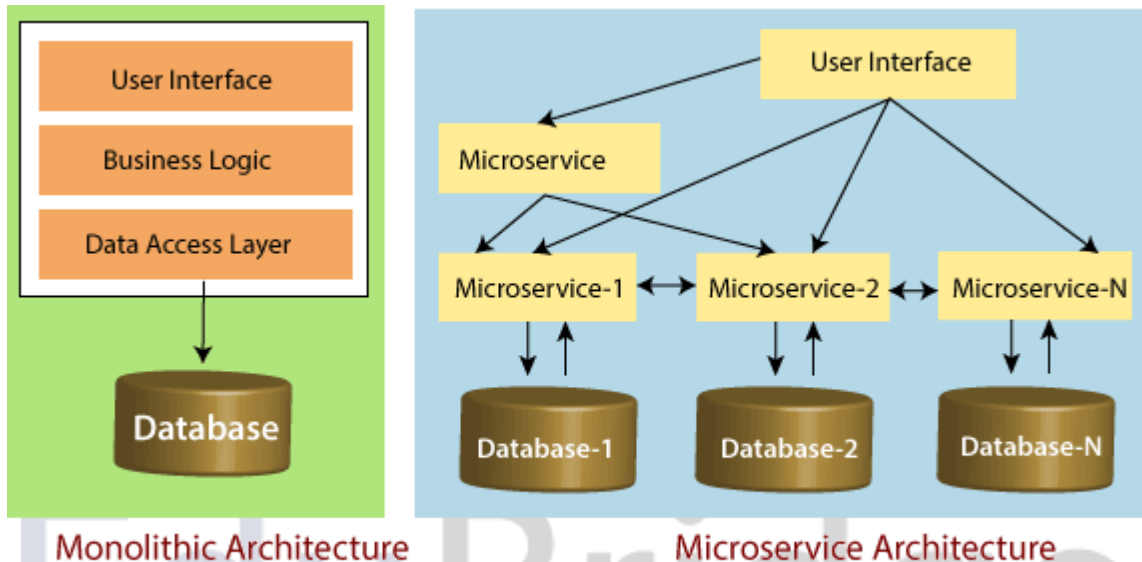 User Interface
Business Logic
Data Access Layer
Database
Monolithic Architecture
User Interface
Microservice
Microservice-1
Microservice-2
Microservice-N
Database-1
Database-2
Database-N
Microservice Architecture